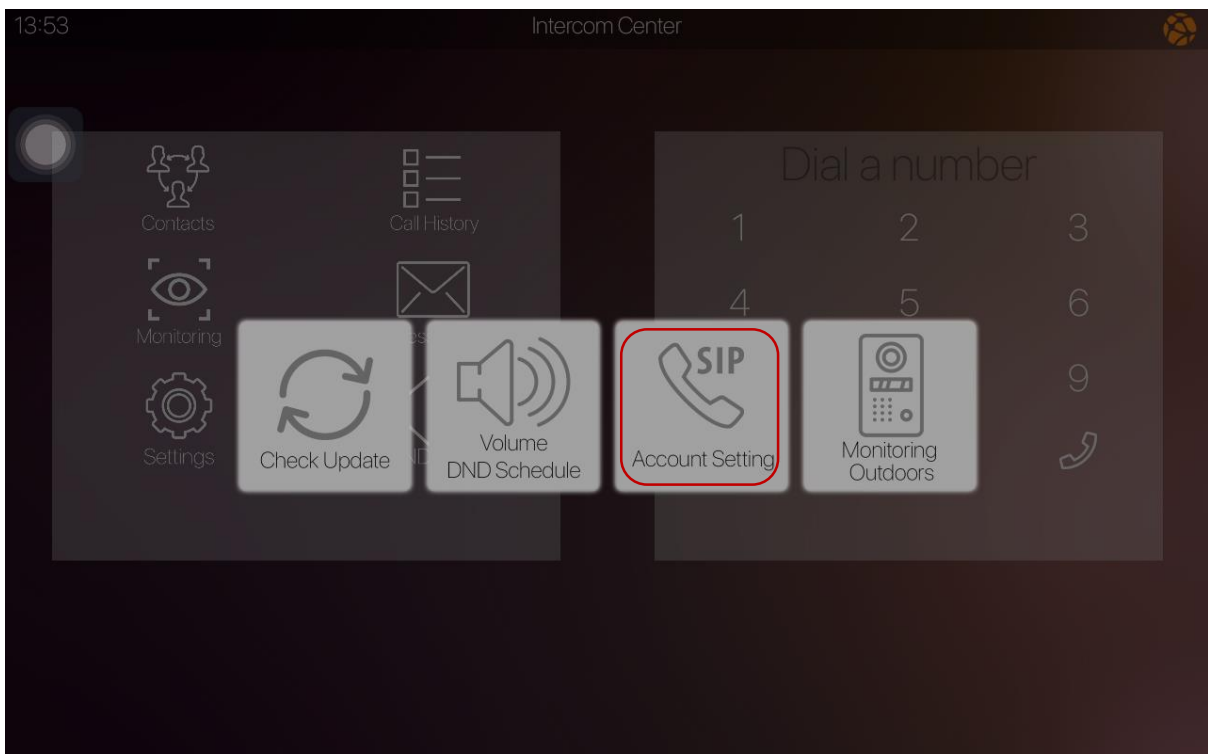 13:53
Intercom Center
Contacts
Call History
Monitoring
Settings
Dial a number
1 2 3
4 5 6
9
Check Update
Volume
DND Schedule
SIP
Account Setting
Monitoring
Outdoors